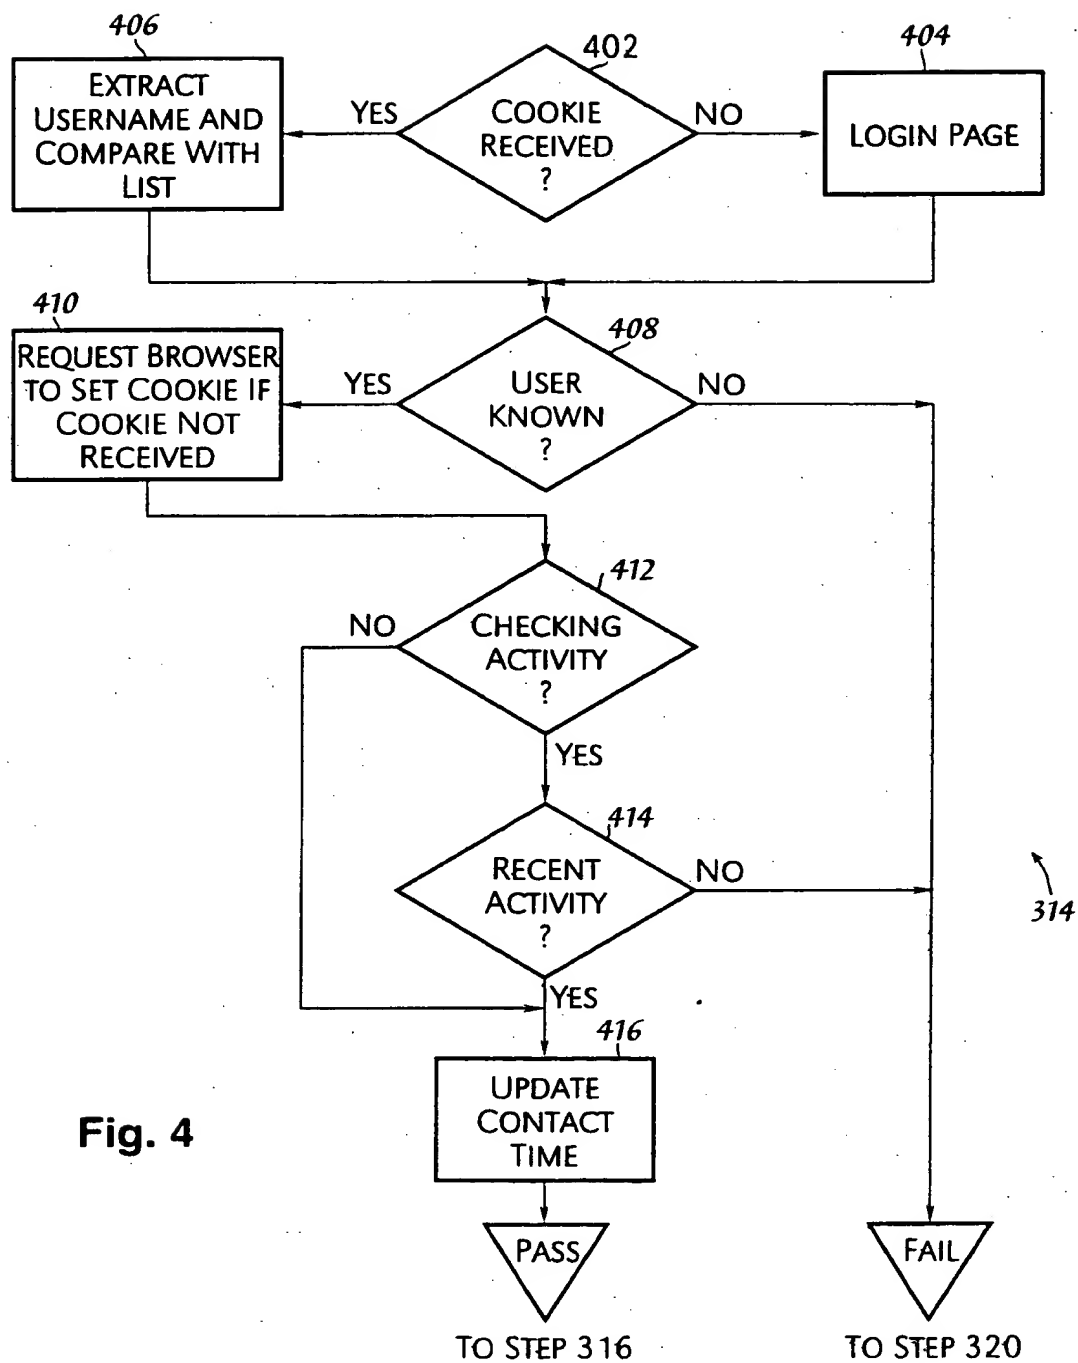 406
EXTRACT
USERNAME AND
COMPARE WITH
LIST
YES
402
COOKIE
RECEIVED
?
NO
404
LOGIN PAGE
410
REQUEST BROWSER
TO SET COOKIE IF
COOKIE NOT
RECEIVED
YES
408
USER
KNOWN
?
NO
412
NO
CHECKING
ACTIVITY
?
YES
414
RECENT
ACTIVITY
?
NO
314
YES
416
UPDATE
CONTACT
TIME
Fig. 4
PASS
FAIL
TO STEP 316
TO STEP 320